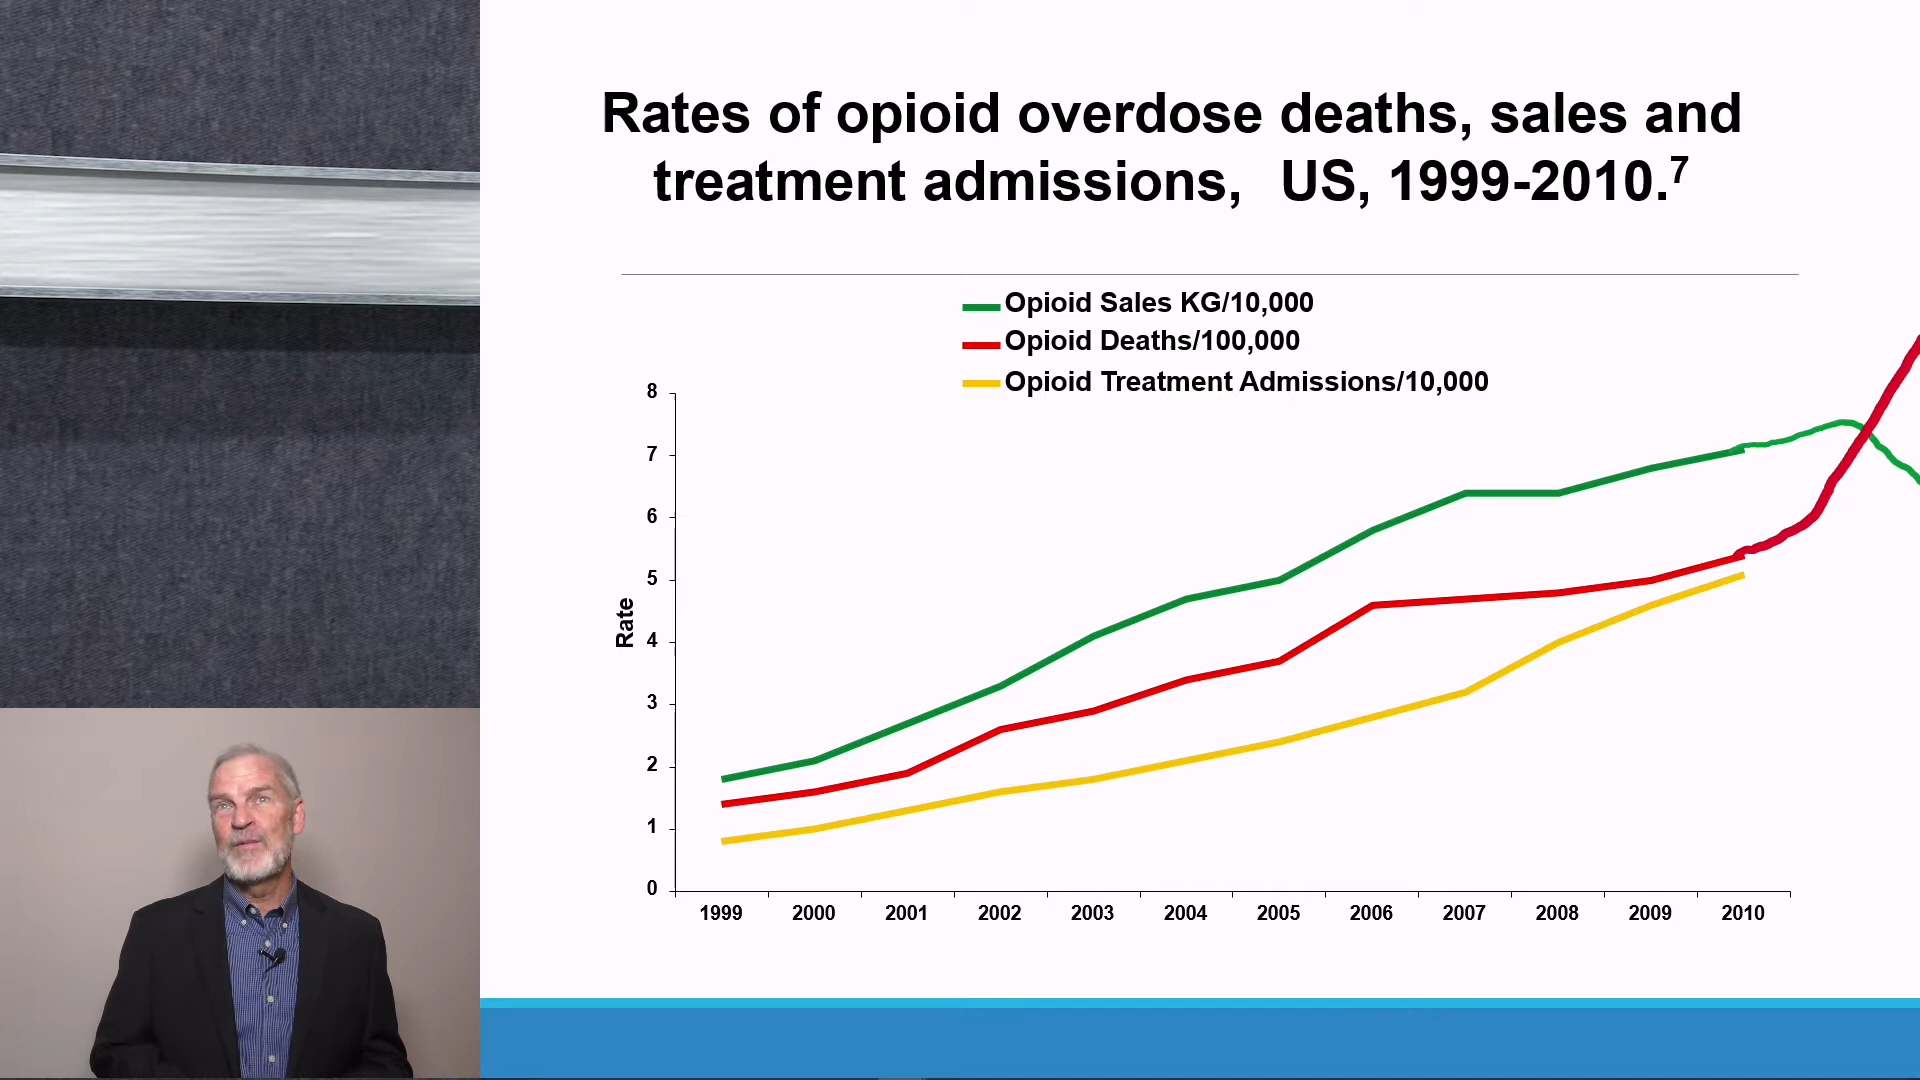 Rates of opioid overdose deaths, sales and
treatment admissions, US, 1999-2010.7
Opioid Sales KG/10,000
Opioid Deaths/100,000
Opioid Treatment Admissions/10,000
8
7
6
5
4
3
2
1
0
Rate
1999 2000 2001 2002 2003 2004 2005 2006 2007 2008 2009 2010